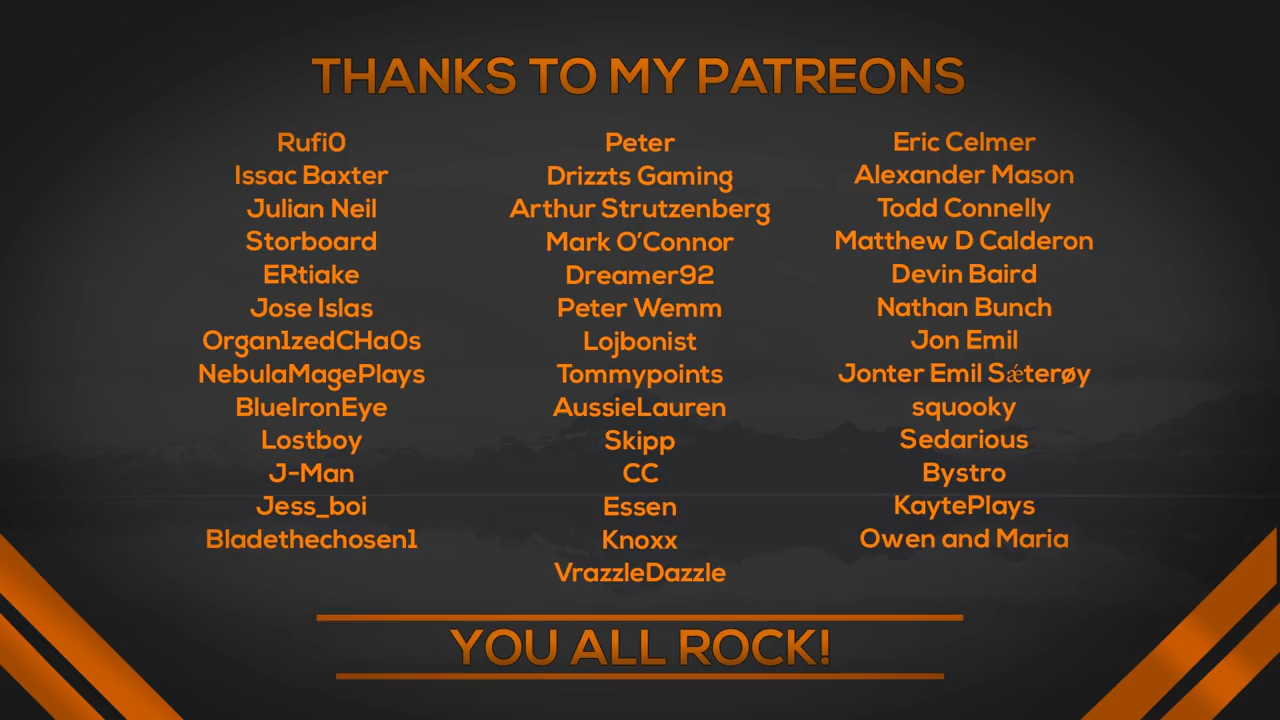 THANKS TO MY PATREONS
Rufi0
Issac Baxter
Julian Neil
Storboard
ERtiake
Jose Islas
Organ1zedCHa0s
NebulaMagePlays
BlueIronEye
Lostboy
J-Man
Jess_boi
Bladethechosen1
Peter
Drizzts Gaming
Arthur Strutzenberg
Mark O’Connor
Dreamer92
Peter Wemm
Lojbonist
Tommypoints
AussieLauren
Skipp
CC
Essen
Knoxx
VrazzleDazzle
Eric Celmer
Alexander Mason
Todd Connelly
Matthew D Calderon
Devin Baird
Nathan Bunch
Jon Emil
Jonter Emil Sǽterøy
squooky
Sedarious
Bystro
KaytePlays
Owen and Maria
YOU ALL ROCK!